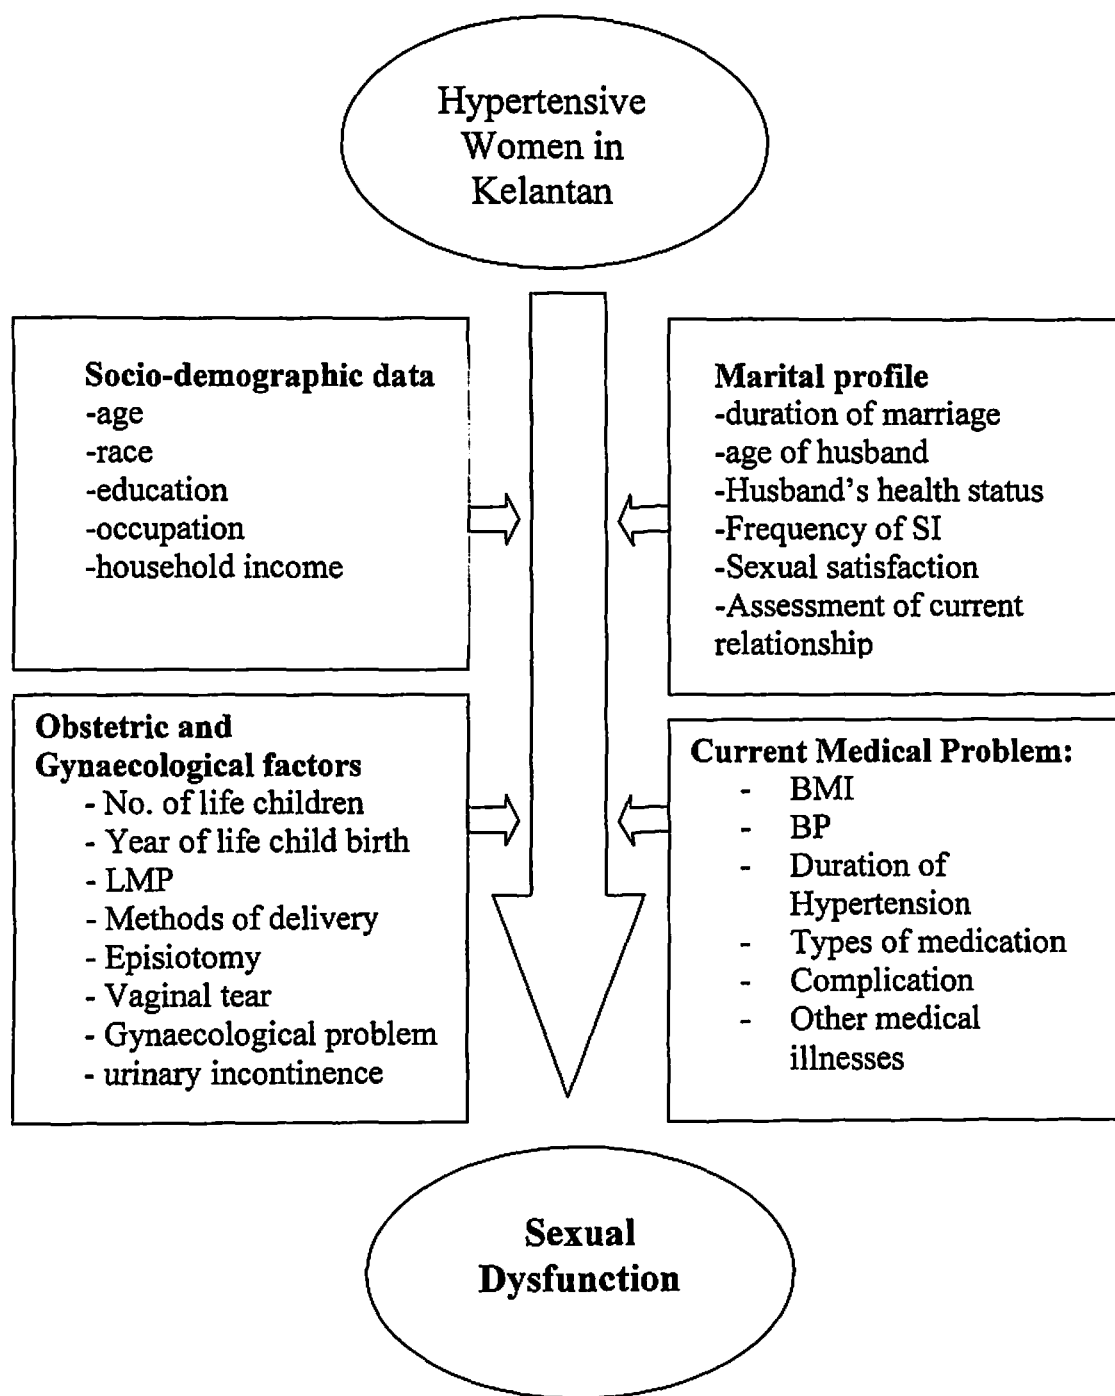 Hypertensive
Women in
Kelantan
Socio-demographic data
-age
-race
-education
-occupation
-household income
Marital profile
-duration of marriage
-age of husband
-Husband's health status
-Frequency of SI
-Sexual satisfaction
-Assessment of current
relationship
Obstetric and
Gynaecological factors
- No. of life children
- Year of life child birth
- LMP
- Methods of delivery
- Episiotomy
- Vaginal tear
- Gynaecological problem
- urinary incontinence
Current Medical Problem:
- BMI
- BP
- Duration of
Hypertension
- Types of medication
- Complication
- Other medical
illnesses
Sexual
Dysfunction